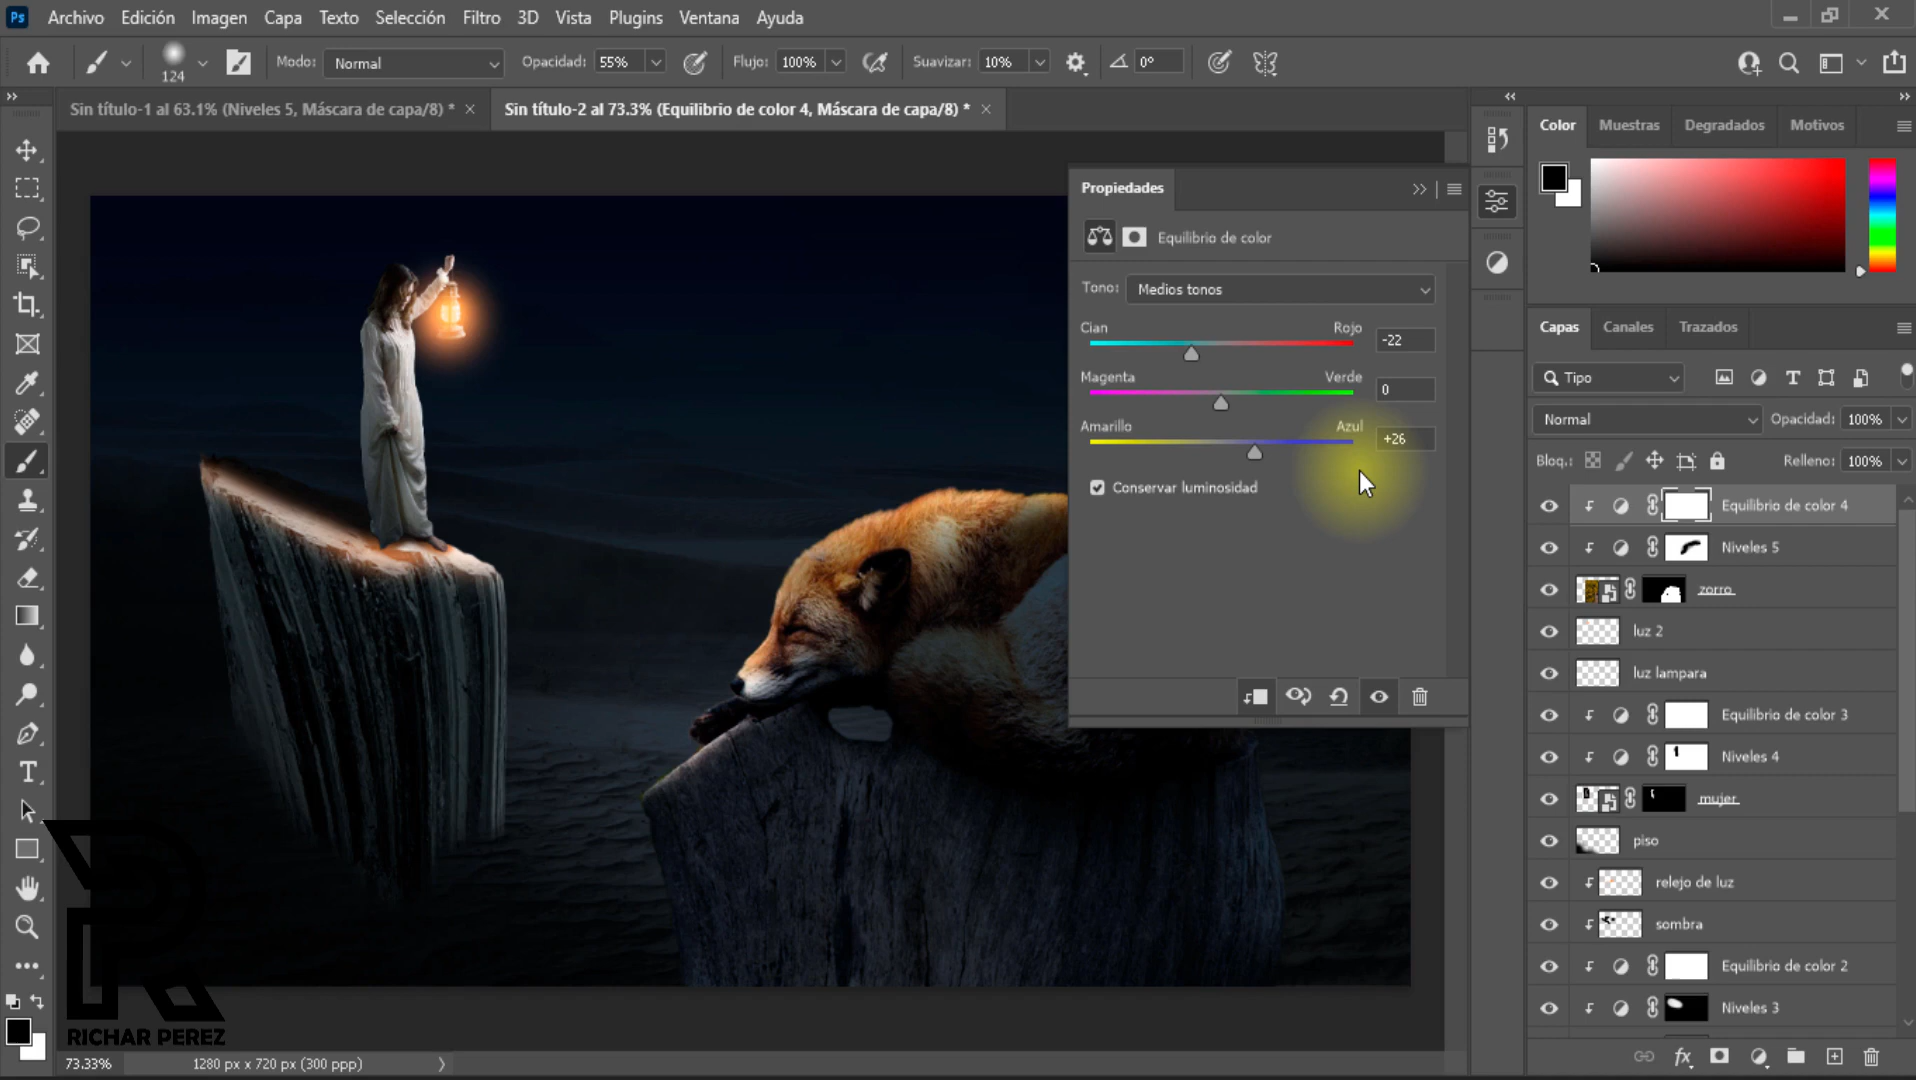 Ps Archivo Edición Imagen Capa Texto Selección Filtro 3D Vista Plugins Ventana Ayuda
124 Modo: Normal Opacidad: 55% Flujo: 100% Suavizar: 10% 0°
Sin título-1 al 63.1% (Niveles 5, Máscara de capa/8) * × Sin título-2 al 73.3% (Equilibrio de color 4, Máscara de capa/8) * ×
Color Muestras Degradados Motivos
Propiedades
Equilibrio de color
Tono: Medios tonos
Cian Rojo -22
Magenta Verde 0
Amarillo Azul +26
Conservar luminosidad
Capas Canales Trazados
Tipo
Normal Opacidad: 100%
Bloq.: Relleno: 100%
Equilibrio de color 4
Niveles 5
zorro
luz 2
luz lampara
Equilibrio de color 3
Niveles 4
mujer
piso
relejo de luz
sombra
Equilibrio de color 2
Niveles 3
fx
RICHAR PEREZ
73.33% 1280 px x 720 px (300 ppp)